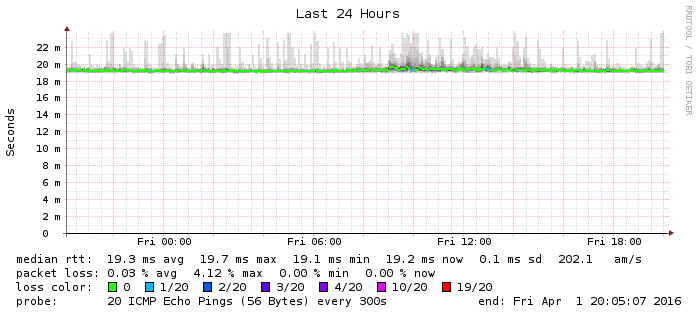 Last 24 Hours
RRDTOOL / TOBI OETIKER
Seconds
22 m
20 m
18 m
16 m
14 m
12 m
10 m
8 m
6 m
4 m
2 m
0
Fri 00:00 Fri 06:00 Fri 12:00 Fri 18:00
median rtt: 19.3 ms avg 19.7 ms max 19.1 ms min 19.2 ms now 0.1 ms sd 202.1 am/s
packet loss: 0.03 % avg 4.12 % max 0.00 % min 0.00 % now
loss color: 0 1/20 2/20 3/20 4/20 10/20 19/20
probe: 20 ICMP Echo Pings (56 Bytes) every 300s end: Fri Apr 1 20:05:07 2016